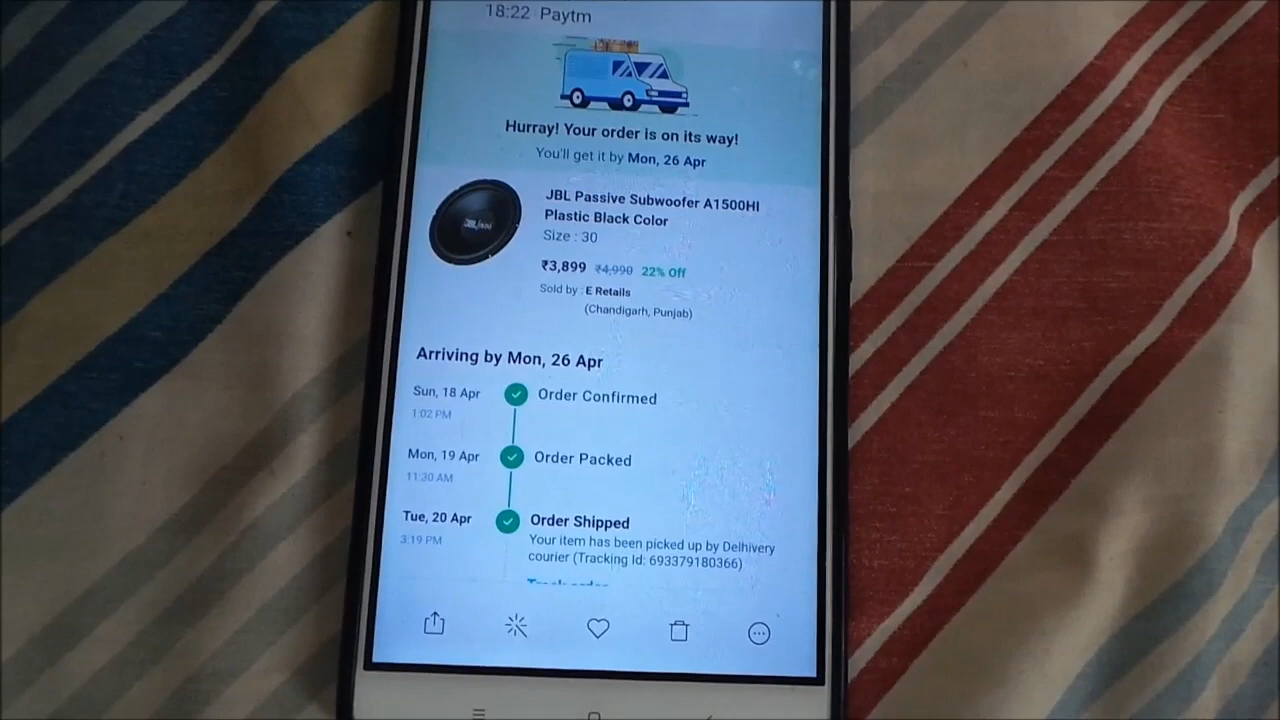 18:22 Paytm
Hurray! Your order is on its way!
You'll get it by Mon, 26 Apr
JBL Passive Subwoofer A1500HI
Plastic Black Color
Size : 30
₹3,899 ₹4,990 22% Off
Sold by : E Retails
(Chandigarh, Punjab)
Arriving by Mon, 26 Apr
Sun, 18 Apr Order Confirmed
1:02 PM
Mon, 19 Apr Order Packed
11:30 AM
Tue, 20 Apr Order Shipped
3:19 PM
Your item has been picked up by Delhivery
courier (Tracking Id: 693379180366)